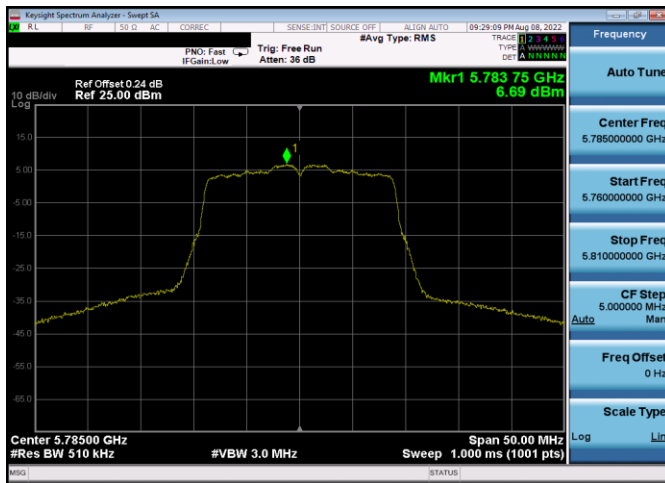 Keysight Spectrum Analyzer - Swept SA
RL RF 50 Ω AC CORREC SENSE:INT SOURCE OFF ALIGN AUTO 09:29:09 PM Aug 08, 2022
#Avg Type: RMS
TRACE 1 2 3 4 5 6
TYPE A WWWWW
DET A N N N N N
PNO: Fast
IFGain:Low
Trig: Free Run
Atten: 36 dB
Frequency
Auto Tune
Center Freq
5.785000000 GHz
Start Freq
5.760000000 GHz
Stop Freq
5.810000000 GHz
CF Step
5.000000 MHz
Auto Man
Freq Offset
0 Hz
Scale Type
Log Lin
Mkr1 5.783 75 GHz
6.69 dBm
Ref Offset 0.24 dB
10 dB/div Ref 25.00 dBm
Log
15.0
5.00
-5.00
-15.0
-25.0
-35.0
-45.0
-55.0
-65.0
1
Center 5.78500 GHz Span 50.00 MHz
#Res BW 510 kHz #VBW 3.0 MHz Sweep 1.000 ms (1001 pts)
MSG STATUS